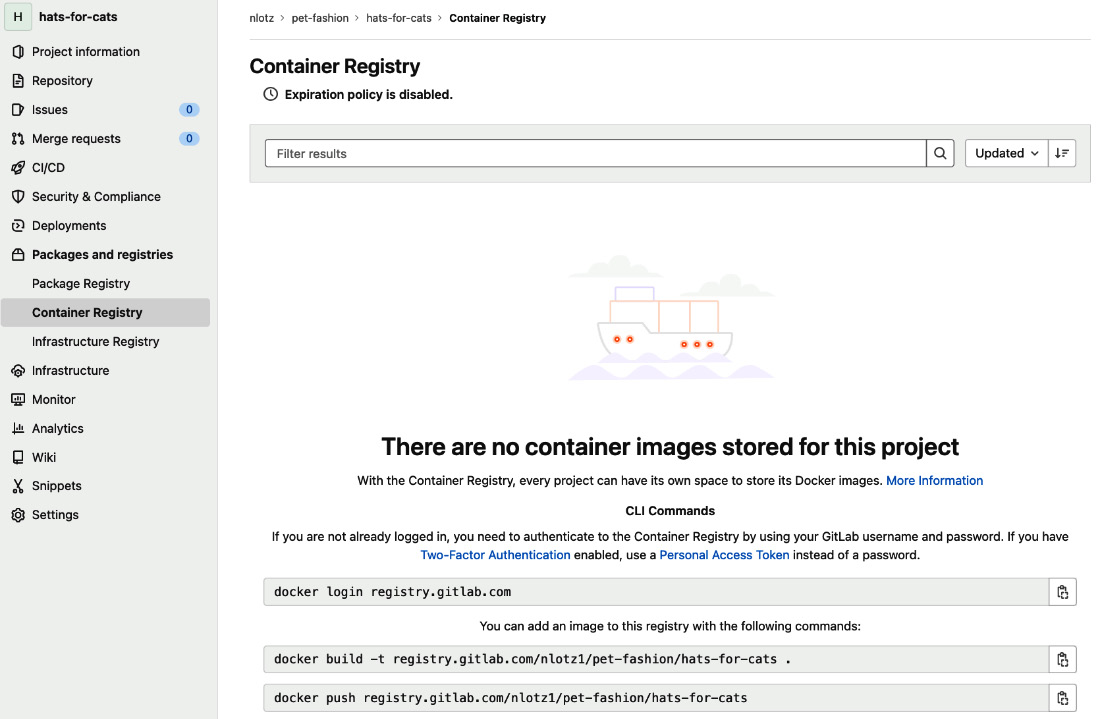 H hats-for-cats
Project information
Repository
Issues 0
Merge requests 0
CI/CD
Security & Compliance
Deployments
Packages and registries
Package Registry
Container Registry
Infrastructure Registry
Infrastructure
Monitor
Analytics
Wiki
Snippets
Settings
nlotz › pet-fashion › hats-for-cats › Container Registry
Container Registry
Expiration policy is disabled.
Filter results
Updated
There are no container images stored for this project
With the Container Registry, every project can have its own space to store its Docker images. More Information
CLI Commands
If you are not already logged in, you need to authenticate to the Container Registry by using your GitLab username and password. If you have
Two-Factor Authentication enabled, use a Personal Access Token instead of a password.
docker login registry.gitlab.com
You can add an image to this registry with the following commands:
docker build -t registry.gitlab.com/nlotz1/pet-fashion/hats-for-cats .
docker push registry.gitlab.com/nlotz1/pet-fashion/hats-for-cats